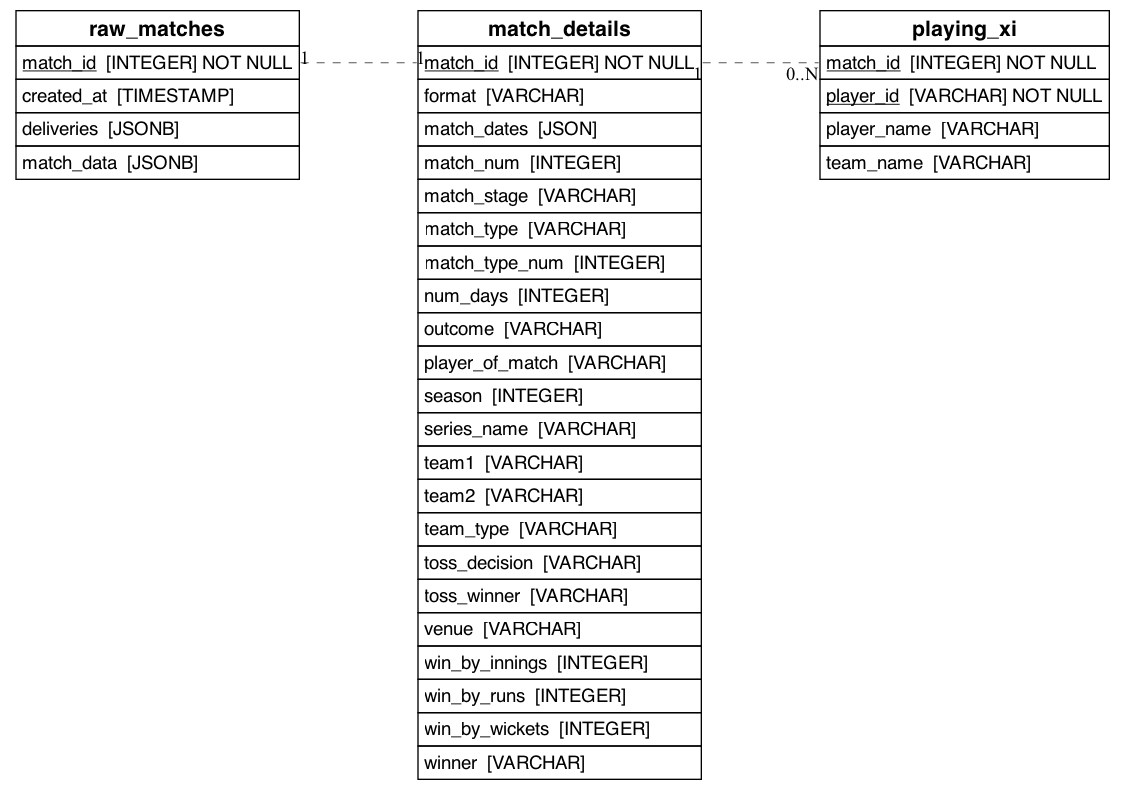 raw_matches
match_id [INTEGER] NOT NULL
created_at [TIMESTAMP]
deliveries [JSONB]
match_data [JSONB]
1
1
match_details
match_id [INTEGER] NOT NULL
format [VARCHAR]
match_dates [JSON]
match_num [INTEGER]
match_stage [VARCHAR]
match_type [VARCHAR]
match_type_num [INTEGER]
num_days [INTEGER]
outcome [VARCHAR]
player_of_match [VARCHAR]
season [INTEGER]
series_name [VARCHAR]
team1 [VARCHAR]
team2 [VARCHAR]
team_type [VARCHAR]
toss_decision [VARCHAR]
toss_winner [VARCHAR]
venue [VARCHAR]
win_by_innings [INTEGER]
win_by_runs [INTEGER]
win_by_wickets [INTEGER]
winner [VARCHAR]
1
0..N
playing_xi
match_id [INTEGER] NOT NULL
player_id [VARCHAR] NOT NULL
player_name [VARCHAR]
team_name [VARCHAR]